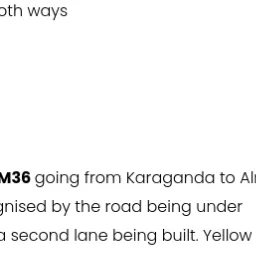 oth ways
M36 going from Karaganda to Al
gnised by the road being under
a second lane being built. Yellow